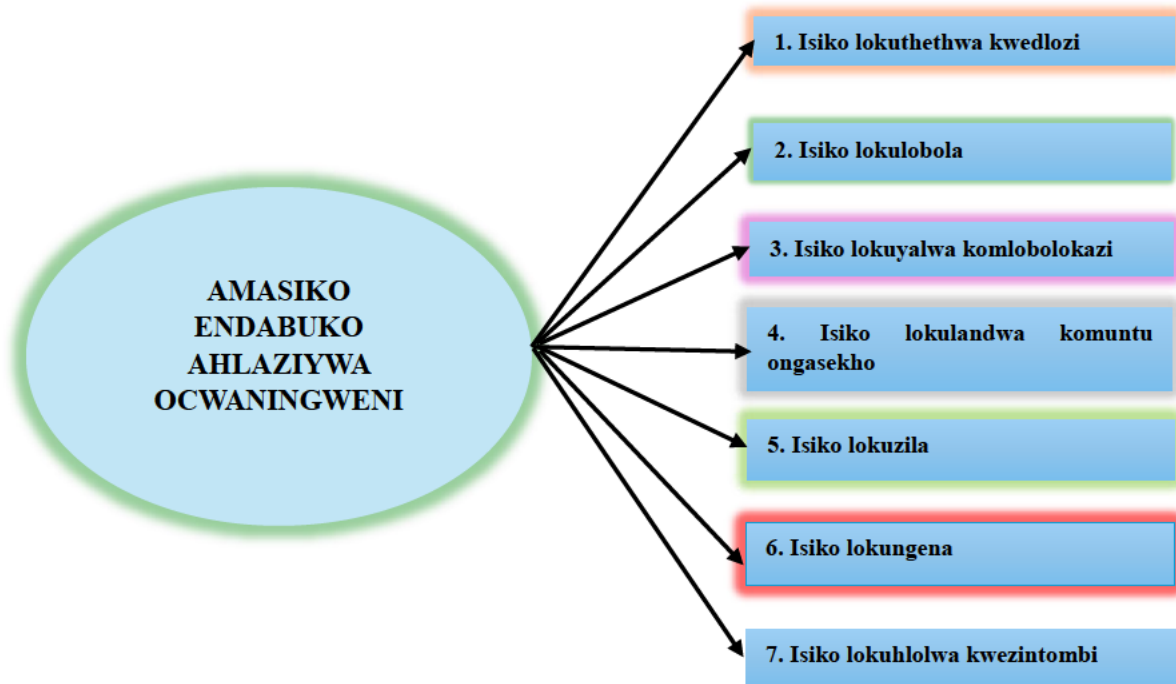 AMASIKO
ENDABUKO
AHLAZIYWA
OCWANINGWENI
1. Isiko lokuthethwa kwedlozi
2. Isiko lokulobola
3. Isiko lokuyalwa komlobolokazi
4. Isiko lokulandwa komuntu
ongasekho
5. Isiko lokuzila
6. Isiko lokungena
7. Isiko lokuhlolwa kwezintombi